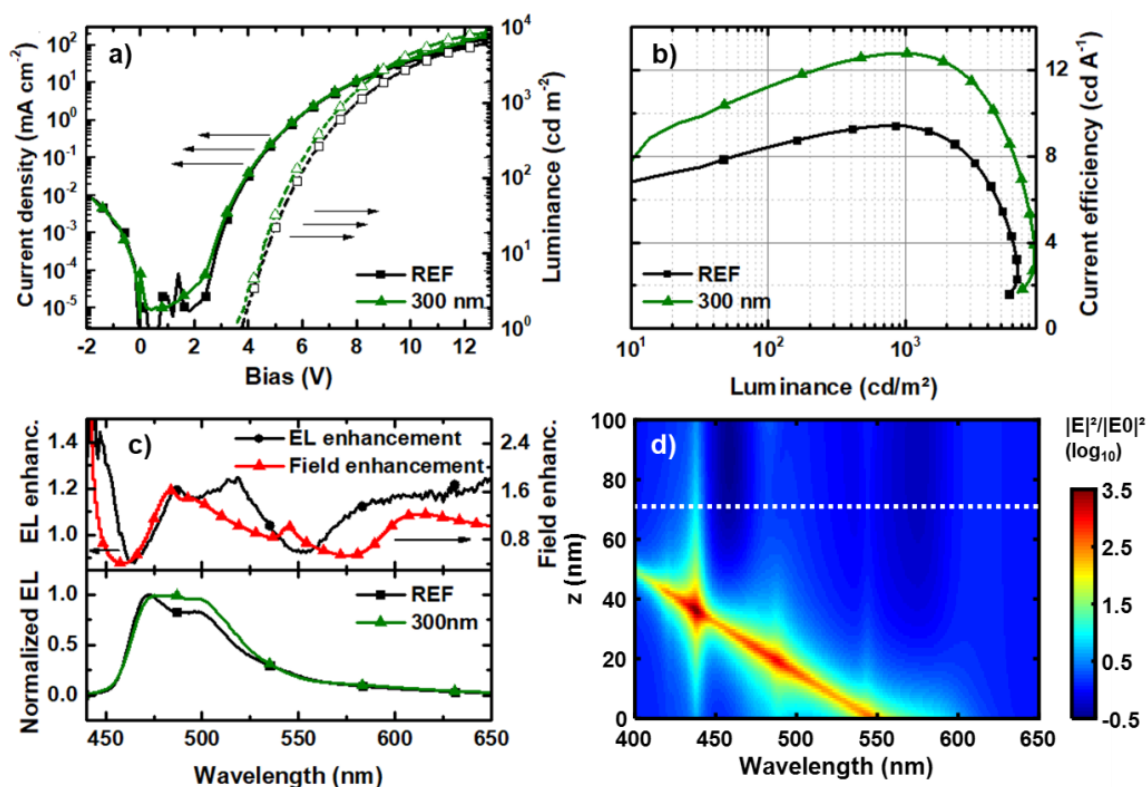 a)
Current density (mA cm⁻²)
10²
10¹
10⁰
10⁻¹
10⁻²
10⁻³
10⁻⁴
10⁻⁵
-2 0 2 4 6 8 10 12
Bias (V)
10⁴
10³
10²
10¹
10⁰
Luminance (cd m⁻²)
REF
300 nm
b)
12
8
4
0
Current efficiency (cd A⁻¹)
REF
300 nm
10¹ 10² 10³
Luminance (cd/m²)
c)
EL enhanc.
1.4
1.2
1.0
EL enhancement
Field enhancement
2.4
1.8
1.2
0.6
Field enhanc.
Normalized EL
1.0
0.5
0.0
REF
300nm
450 500 550 600 650
Wavelength (nm)
d)
z (nm)
100
80
60
40
20
0
400 450 500 550 600 650
Wavelength (nm)
|E|²/|E0|²
(log₁₀)
3.5
2.5
1.5
0.5
-0.5